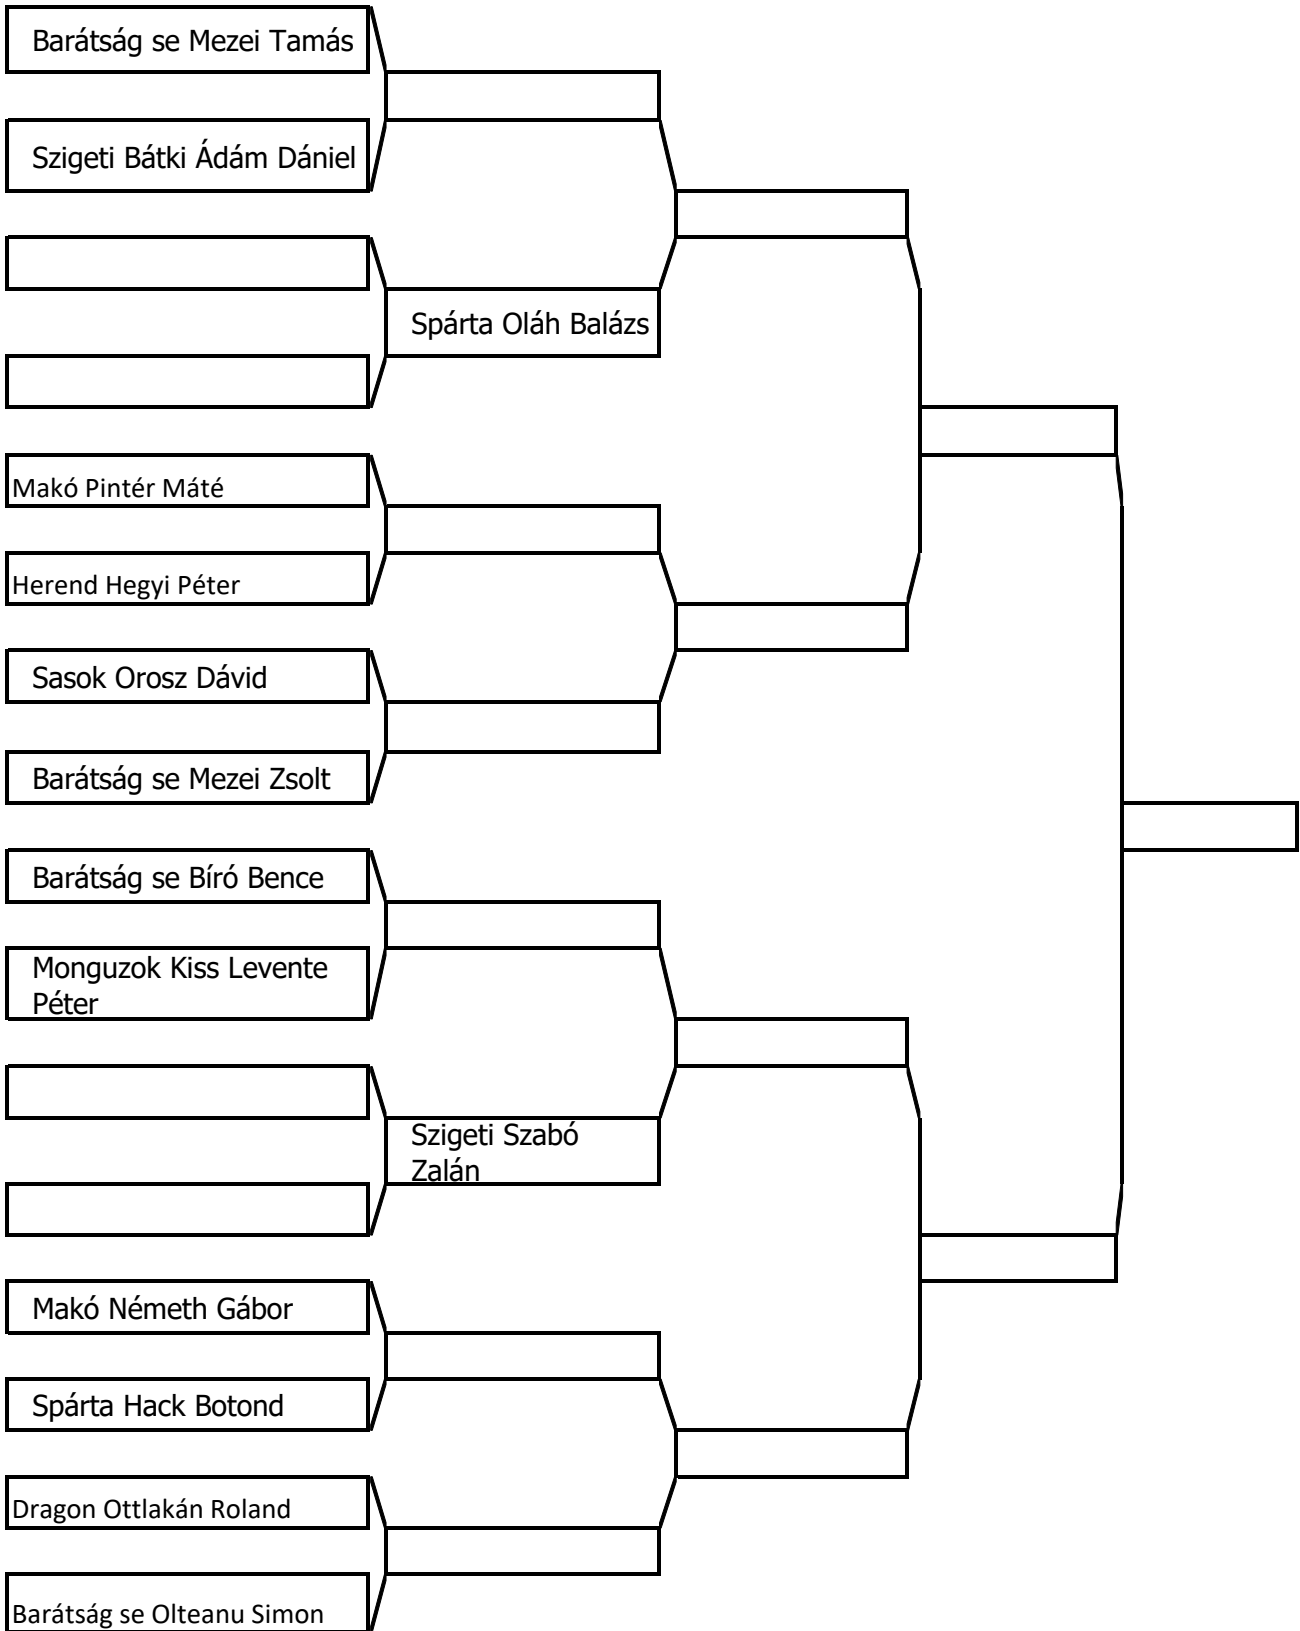 Barátság se Mezei Tamás
Szigeti Bátki Ádám Dániel
Spárta Oláh Balázs
Makó Pintér Máté
Herend Hegyi Péter
Sasok Orosz Dávid
Barátság se Mezei Zsolt
Barátság se Bíró Bence
Monguzok Kiss Levente
Péter
Szigeti Szabó
Zalán
Makó Németh Gábor
Spárta Hack Botond
Dragon Ottlakán Roland
Barátság se Olteanu Simon